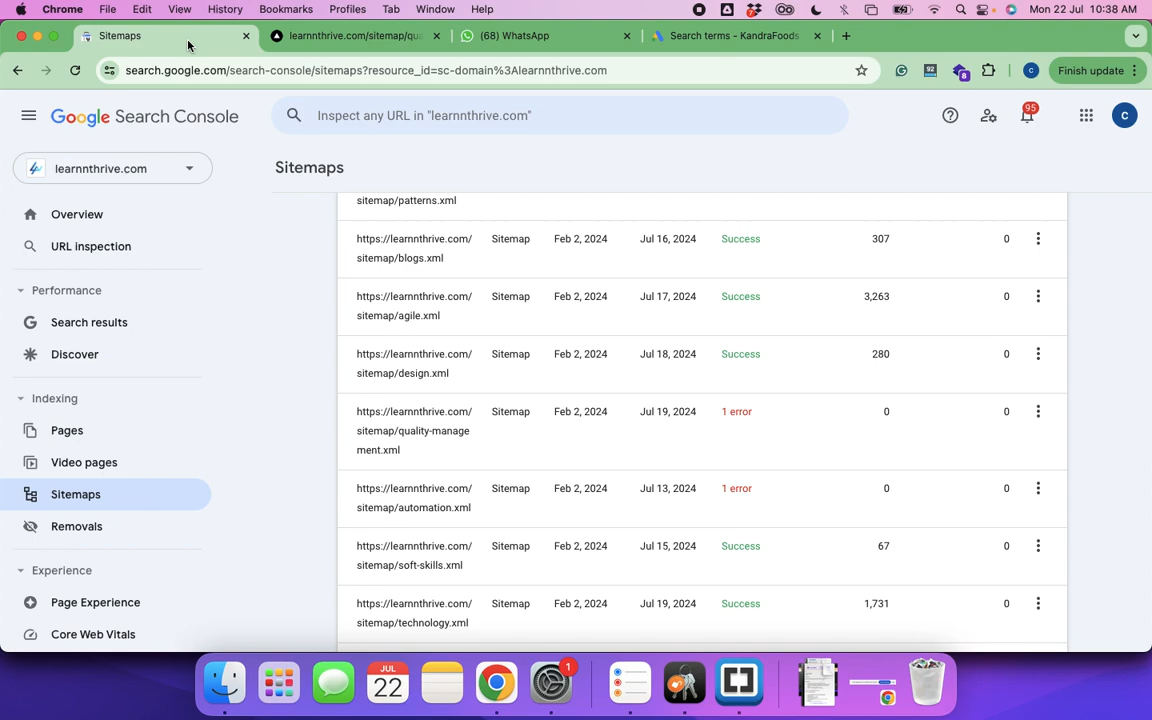 Chrome File Edit View History Bookmarks Profiles Tab Window Help Mon 22 Jul 10:38 AM
Sitemaps learnnthrive.com/sitemap/qua (68) WhatsApp Search terms - KandraFoods
search.google.com/search-console/sitemaps?resource_id=sc-domain%3Alearnnthrive.com 92 8 C Finish update
Google Search Console Inspect any URL in "learnnthrive.com" 95 C
learnnthrive.com
Sitemaps
Overview
URL inspection
Performance
Search results
Discover
Indexing
Pages
Video pages
Sitemaps
Removals
Experience
Page Experience
Core Web Vitals
sitemap/patterns.xml
https://learnnthrive.com/ Sitemap Feb 2, 2024 Jul 16, 2024 Success 307 0
sitemap/blogs.xml
https://learnnthrive.com/ Sitemap Feb 2, 2024 Jul 17, 2024 Success 3,263 0
sitemap/agile.xml
https://learnnthrive.com/ Sitemap Feb 2, 2024 Jul 18, 2024 Success 280 0
sitemap/design.xml
https://learnnthrive.com/ Sitemap Feb 2, 2024 Jul 19, 2024 1 error 0 0
sitemap/quality-manage
ment.xml
https://learnnthrive.com/ Sitemap Feb 2, 2024 Jul 13, 2024 1 error 0 0
sitemap/automation.xml
https://learnnthrive.com/ Sitemap Feb 2, 2024 Jul 15, 2024 Success 67 0
sitemap/soft-skills.xml
https://learnnthrive.com/ Sitemap Feb 2, 2024 Jul 19, 2024 Success 1,731 0
sitemap/technology.xml
JUL
22
1